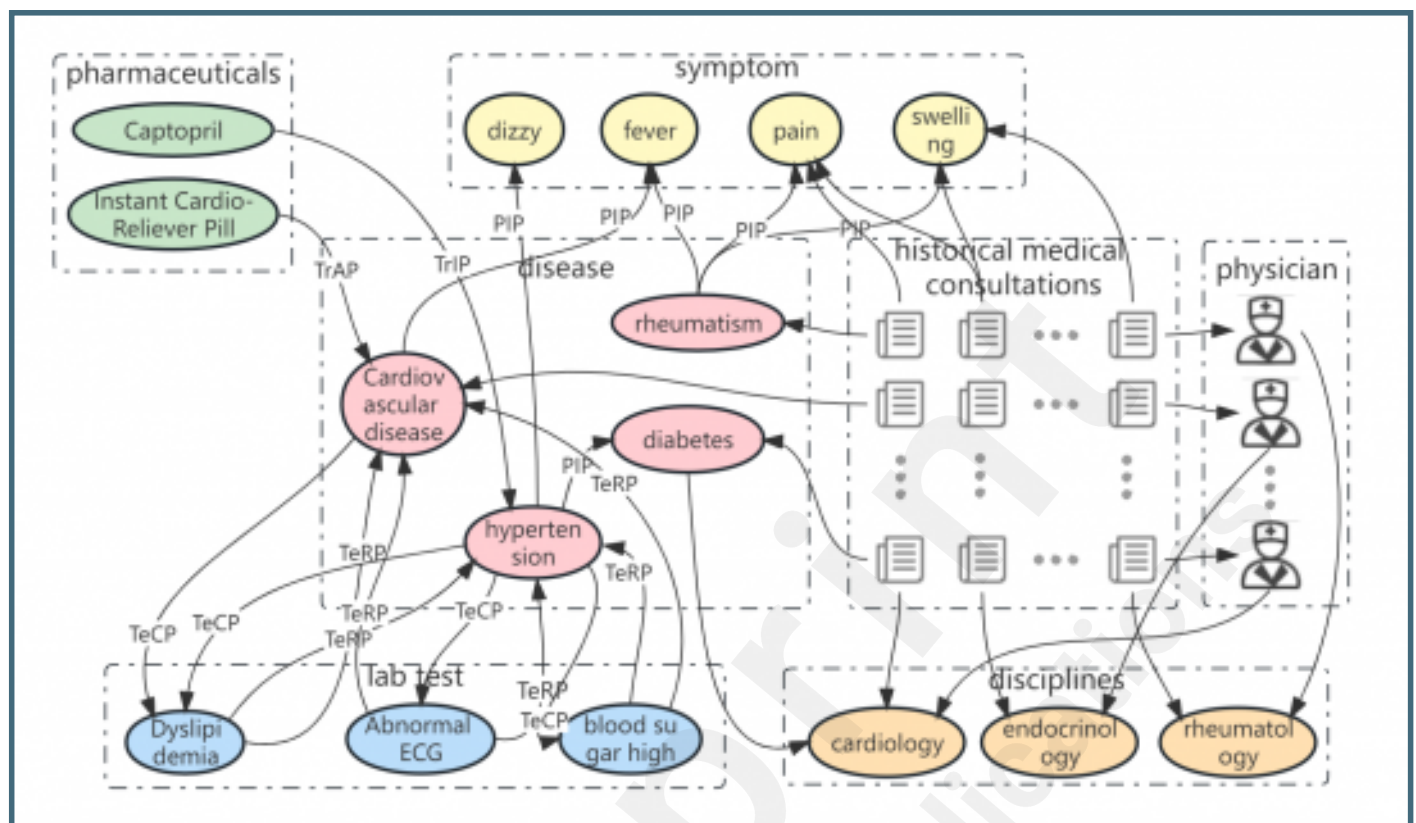 pharmaceuticals
Captopril
Instant Cardio-
Reliever Pill
symptom
dizzy
fever
pain
swelli
ng
PIP
PIP
PIP
PIP
PIP
TrAP
TrIP
disease
rheumatism
Cardiov
ascular
disease
diabetes
PIP
TeRP
hyperten
sion
TeRP
TeRP
TeCP
TeCP
TeRP
TeCP
TeRP
TeRP
TeCP
historical medical
consultations
physician
lab test
Dyslipi
demia
Abnormal
ECG
blood su
gar high
disciplines
cardiology
endocrinol
ogy
rheumatol
ogy